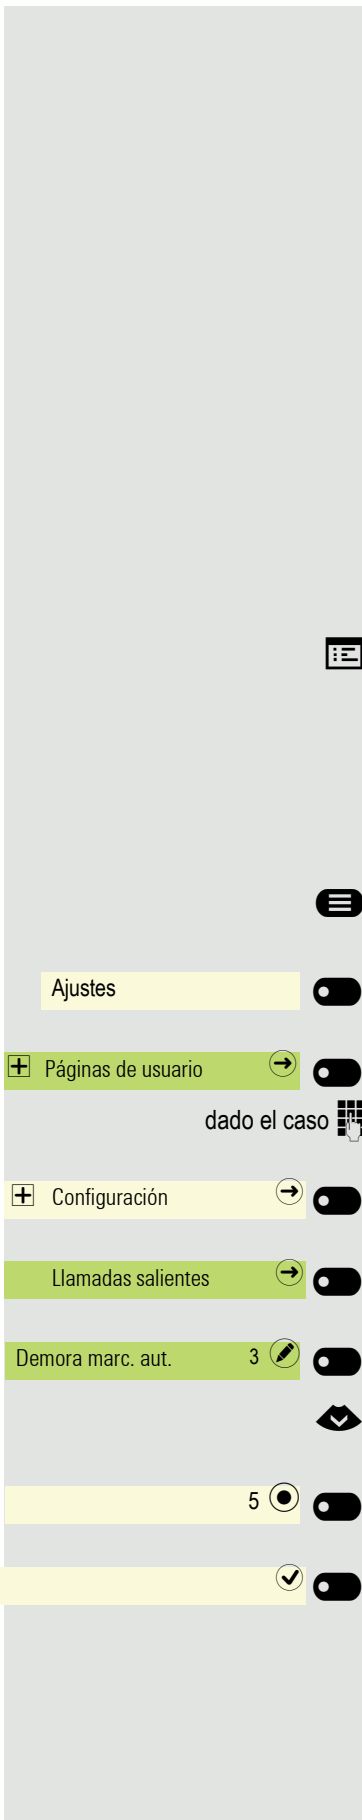 Ajustes
Páginas de usuario
dado el caso
Configuración
Llamadas salientes
Demora marc. aut. 3
5